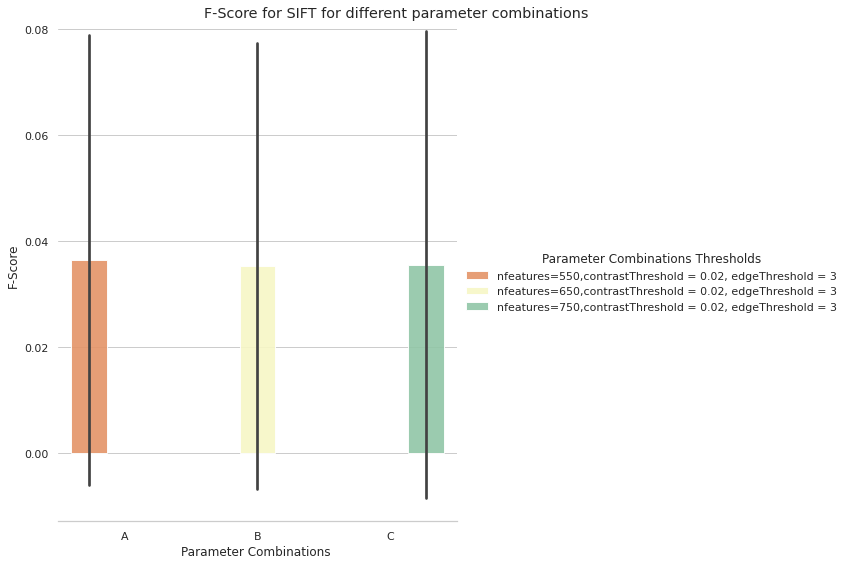 F-Score for SIFT for different parameter combinations
0.08
0.06
0.04
0.02
0.00
F-Score
A
B
C
Parameter Combinations
Parameter Combinations Thresholds
nfeatures=550,contrastThreshold = 0.02, edgeThreshold = 3
nfeatures=650,contrastThreshold = 0.02, edgeThreshold = 3
nfeatures=750,contrastThreshold = 0.02, edgeThreshold = 3